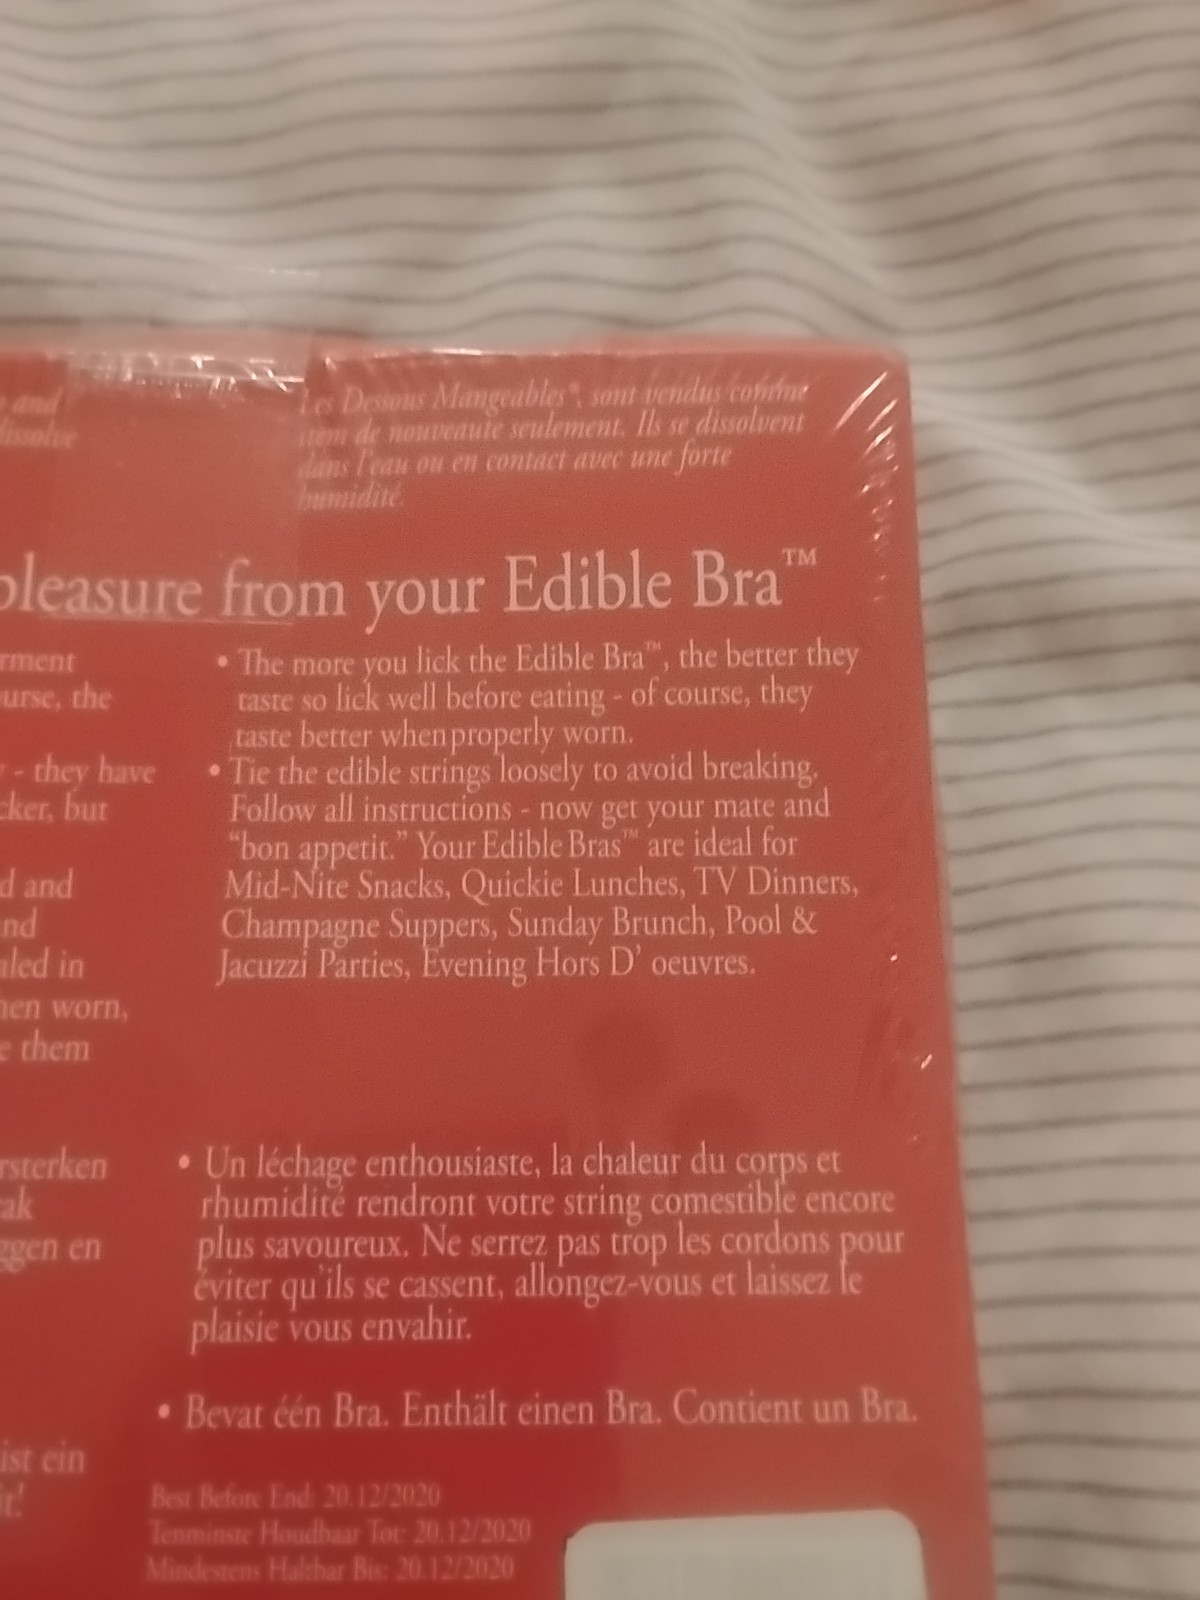 and
dissolve
Les Dessous Mangeables*, sont vendus comme
item de nouveaute seulement. Ils se dissolvent
dans l'eau ou en contact avec une forte
humidité.
pleasure from your Edible Bra™
rment
urse, the
- they have
cker, but
d and
nd
aled in
hen worn,
e them
• The more you lick the Edible Bra™, the better they
taste so lick well before eating - of course, they
taste better when properly worn.
• Tie the edible strings loosely to avoid breaking.
Follow all instructions - now get your mate and
"bon appetit." Your Edible Bras™ are ideal for
Mid-Nite Snacks, Quickie Lunches, TV Dinners,
Champagne Suppers, Sunday Brunch, Pool &
Jacuzzi Parties, Evening Hors D' oeuvres.
rsterken
ak
ggen en
• Un léchage enthousiaste, la chaleur du corps et
rhumidité rendront votre string comestible encore
plus savoureux. Ne serrez pas trop les cordons pour
éviter qu'ils se cassent, allongez-vous et laissez le
plaisie vous envahir.
• Bevat één Bra. Enthält einen Bra. Contient un Bra.
ist ein
it!
Best Before End: 20.12/2020
Tenminste Houdbaar Tot: 20.12/2020
Mindestens Haltbar Bis: 20.12/2020